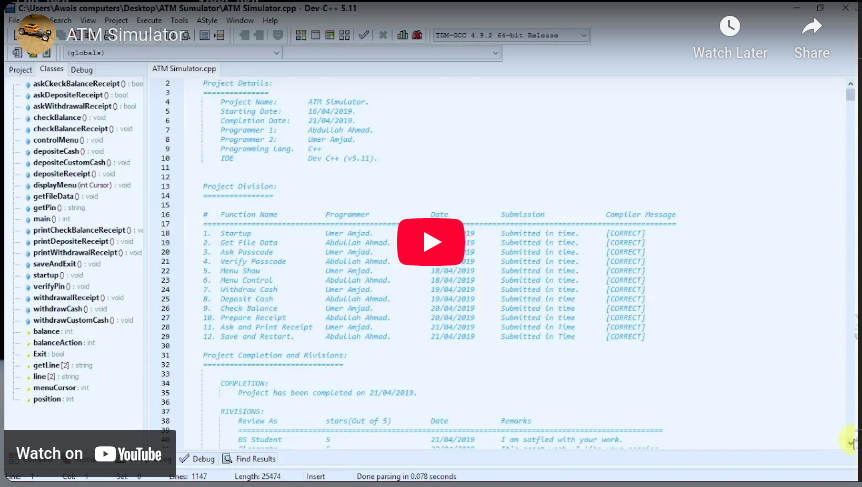 C:\Users\Awais computers\Desktop\ATM Sumulator\ATM Simulator.cpp - Dev-C++ 5.11
Search View Project Execute Tools AStyle Window Help
ATM Simulator
Watch Later
Share
TDM-GCC 4.9.2 64-bit Release
(globals)
Project Classes Debug
ATM Simulator.cpp
askCkeckBalanceReceipt () : boo
askDepositeReceipt () : bool
askWithdrawalReceipt () : bool
checkBalance () : void
checkBalanceReceipt () : void
controlMenu () : void
depositeCash () : void
depositeCustomCash () : void
depositeReceipt () : void
displayMenu (int Cursor) : void
getFileData () : void
getPin () : string
main () : int
printCheckBalanceReceipt () : v
printDepositeReceipt () : void
printWithdrawalReceipt () : void
saveAndExit () : void
startup () : void
verifyPin () : void
withdrawalReceipt () : void
withdrawCash () : void
withdrawCustomCash () : void
balance : int
balanceAction : int
Exit : bool
getLine [2] : string
line [2] : string
menuCursor : int
position : int
2 Project Details:
3 ===============
4 Project Name: ATM Simulator.
5 Starting Date: 16/04/2019.
6 Completion Date: 21/04/2019.
7 Programmer 1: Abdullah Ahmad.
8 Programmer 2: Umer Amjad.
9 Programming Lang. C++
10 IDE Dev C++ (v5.11).
11
12
13 Project Division:
14 ================
15
16 # Function Name Programmer Date Submission Compiler Message
17
18 1. Startup Umer Amjad. 2019 Submitted in time. [CORRECT]
19 2. Get File Data Abdullah Ahmad. 2019 Submitted in time. [CORRECT]
20 3. Ask Passcode Umer Amjad. 2019 Submitted in time. [CORRECT]
21 4. Verify Passcode Abdullah Ahmad. 2019 Submitted in time. [CORRECT]
22 5. Menu Show Umer Amjad. 18/04/2019 Submitted in time. [CORRECT]
23 6. Menu Control Abdullah Ahmad. 18/04/2019 Submitted in time. [CORRECT]
24 7. Withdraw Cash Umer Amjad. 19/04/2019 Submitted in time. [CORRECT]
25 8. Deposit Cash Abdullah Ahmad. 19/04/2019 Submitted in time. [CORRECT]
26 9. Check Balance Umer Amjad. 20/04/2019 Submitted in Time [CORRECT]
27 10. Prepare Receipt Abdullah Ahmad. 20/04/2019 Submitted in time. [CORRECT]
28 11. Ask and Print Receipt Umer Amjad. 21/04/2019 Submitted in Time [CORRECT]
29 12. Save and Restart. Abdullah Ahmad. 21/04/2019 Submitted in time. [CORRECT]
30
31 Project Completion and Rivisions:
32
33
34 COMPLETION:
35 Project has been completed on 21/04/2019.
36
37 RIVISIONS:
38 Review As stars(Out of 5) Date Remarks
39
40 BS Student 5 21/04/2019 I am satfied with your work.
Watch on YouTube
Debug Find Results
Line: 1 Col: 1 Sel: 0 Lines: 1147 Length: 25474 Insert Done parsing in 0.078 seconds